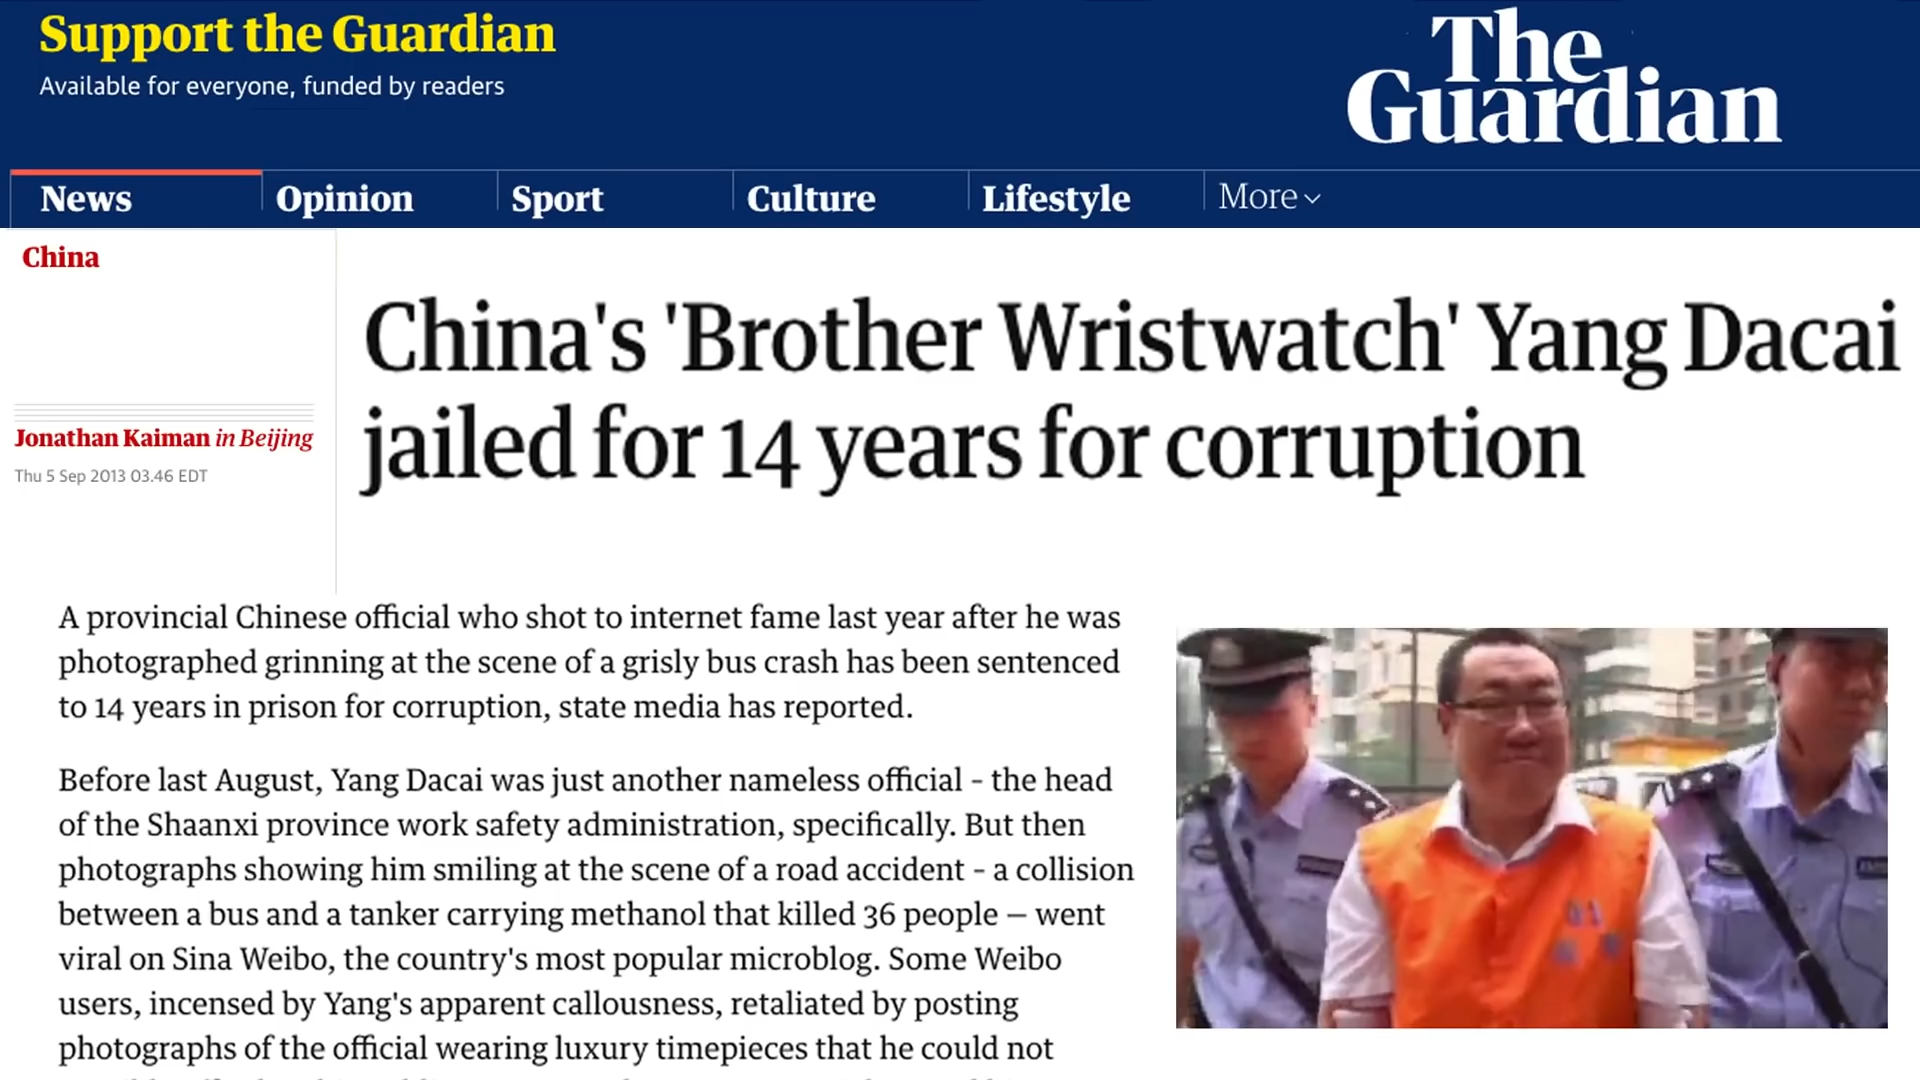 Support the Guardian
Available for everyone, funded by readers
The
Guardian
News
Opinion
Sport
Culture
Lifestyle
More
China
China's 'Brother Wristwatch' Yang Dacai
jailed for 14 years for corruption
Jonathan Kaiman in Beijing
Thu 5 Sep 2013 03.46 EDT
A provincial Chinese official who shot to internet fame last year after he was
photographed grinning at the scene of a grisly bus crash has been sentenced
to 14 years in prison for corruption, state media has reported.
Before last August, Yang Dacai was just another nameless official - the head
of the Shaanxi province work safety administration, specifically. But then
photographs showing him smiling at the scene of a road accident - a collision
between a bus and a tanker carrying methanol that killed 36 people – went
viral on Sina Weibo, the country's most popular microblog. Some Weibo
users, incensed by Yang's apparent callousness, retaliated by posting
photographs of the official wearing luxury timepieces that he could not